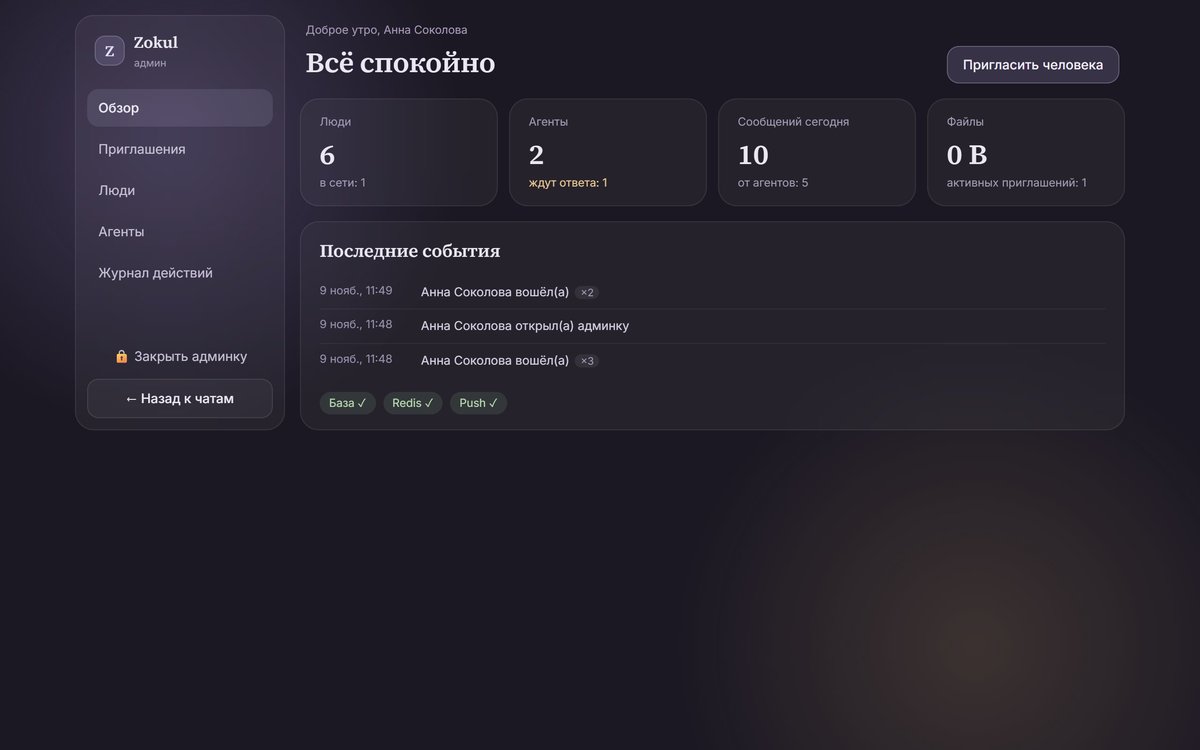 Z
Zokul
админ
Обзор
Приглашения
Люди
Агенты
Журнал действий
🔒 Закрыть админку
← Назад к чатам
Доброе утро, Анна Соколова
Всё спокойно
Пригласить человека
Люди
6
в сети: 1
Агенты
2
ждут ответа: 1
Сообщений сегодня
10
от агентов: 5
Файлы
0 B
активных приглашений: 1
Последние события
9 нояб., 11:49 Анна Соколова вошёл(а) ×2
9 нояб., 11:48 Анна Соколова открыл(а) админку
9 нояб., 11:48 Анна Соколова вошёл(а) ×3
База ✓ Redis ✓ Push ✓